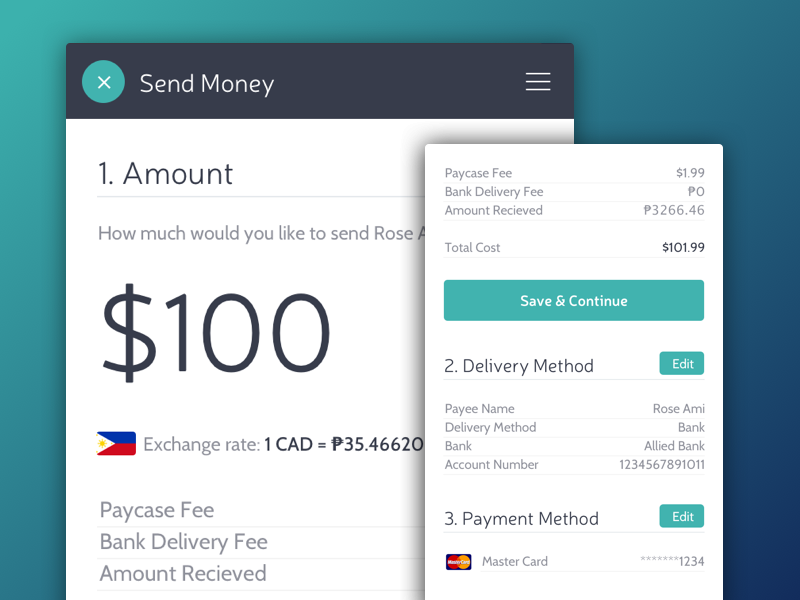 Send Money
1. Amount
How much would you like to send Rose A
$100
Exchange rate: 1 CAD = ₱35.46620
Paycase Fee
Bank Delivery Fee
Amount Recieved
Paycase Fee $1.99
Bank Delivery Fee ₱0
Amount Recieved ₱3266.46
Total Cost $101.99
Save & Continue
2. Delivery Method Edit
Payee Name Rose Ami
Delivery Method Bank
Bank Allied Bank
Account Number 1234567891011
3. Payment Method Edit
MasterCard Master Card *******1234